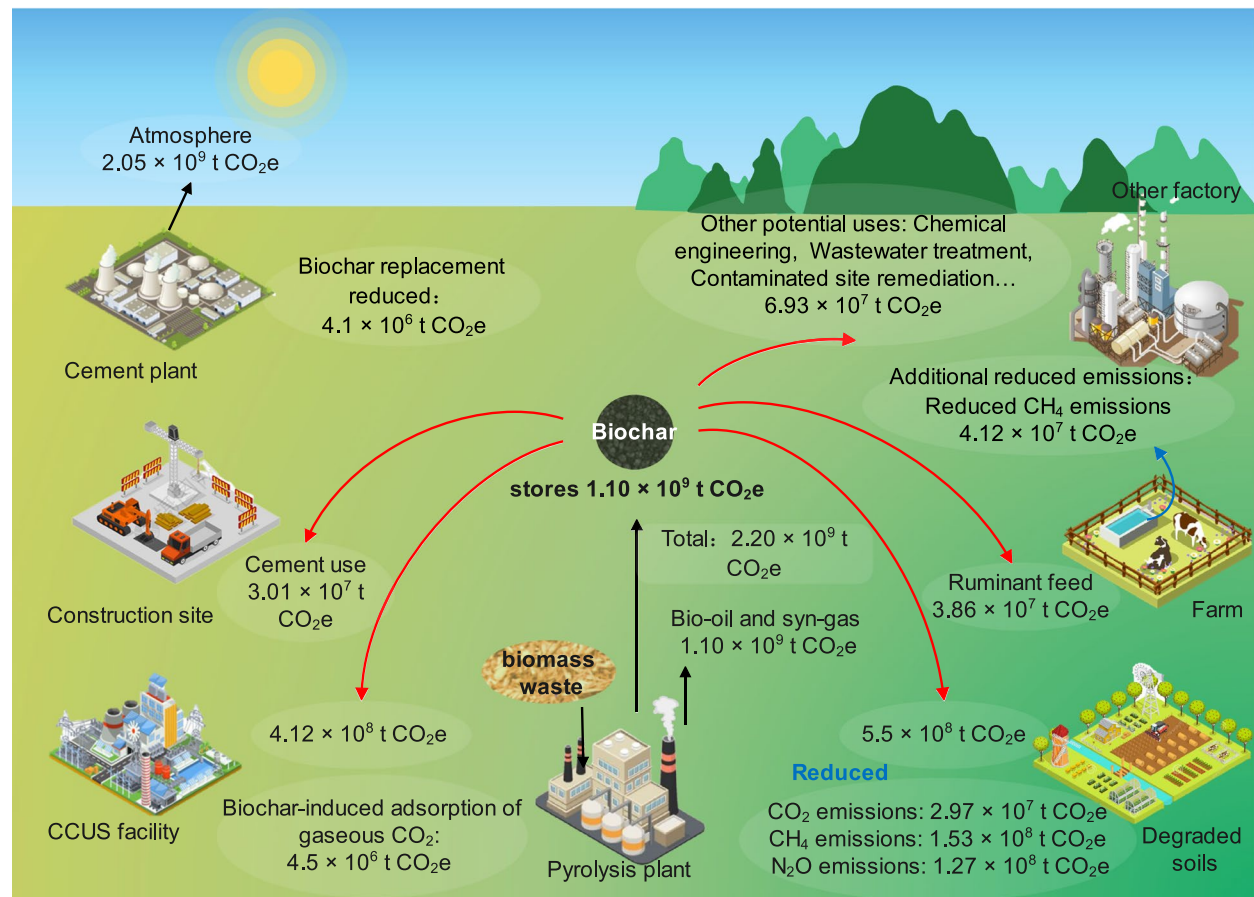 Atmosphere
2.05 × 10⁹ t CO₂e
Other factory
Other potential uses: Chemical
engineering, Wastewater treatment,
Contaminated site remediation…
6.93 × 10⁷ t CO₂e
Biochar replacement
reduced：
4.1 × 10⁶ t CO₂e
Cement plant
Additional reduced emissions：
Reduced CH₄ emissions
4.12 × 10⁷ t CO₂e
Biochar
stores 1.10 × 10⁹ t CO₂e
Total： 2.20 × 10⁹ t
CO₂e
Cement use
3.01 × 10⁷ t
CO₂e
Construction site
Ruminant feed
3.86 × 10⁷ t CO₂e
Farm
Bio-oil and syn-gas
1.10 × 10⁹ t CO₂e
biomass
waste
4.12 × 10⁸ t CO₂e
5.5 × 10⁸ t CO₂e
Reduced
CO₂ emissions: 2.97 × 10⁷ t CO₂e
CH₄ emissions: 1.53 × 10⁸ t CO₂e
N₂O emissions: 1.27 × 10⁸ t CO₂e
Degraded
soils
CCUS facility
Biochar-induced adsorption of
gaseous CO₂:
4.5 × 10⁶ t CO₂e
Pyrolysis plant